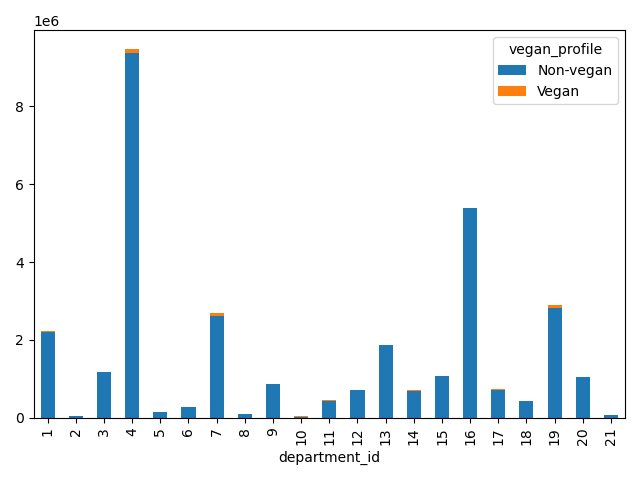 1e6
vegan_profile
Non-vegan
Vegan
8
6
4
2
0
1 2 3 4 5 6 7 8 9 10 11 12 13 14 15 16 17 18 19 20 21
department_id